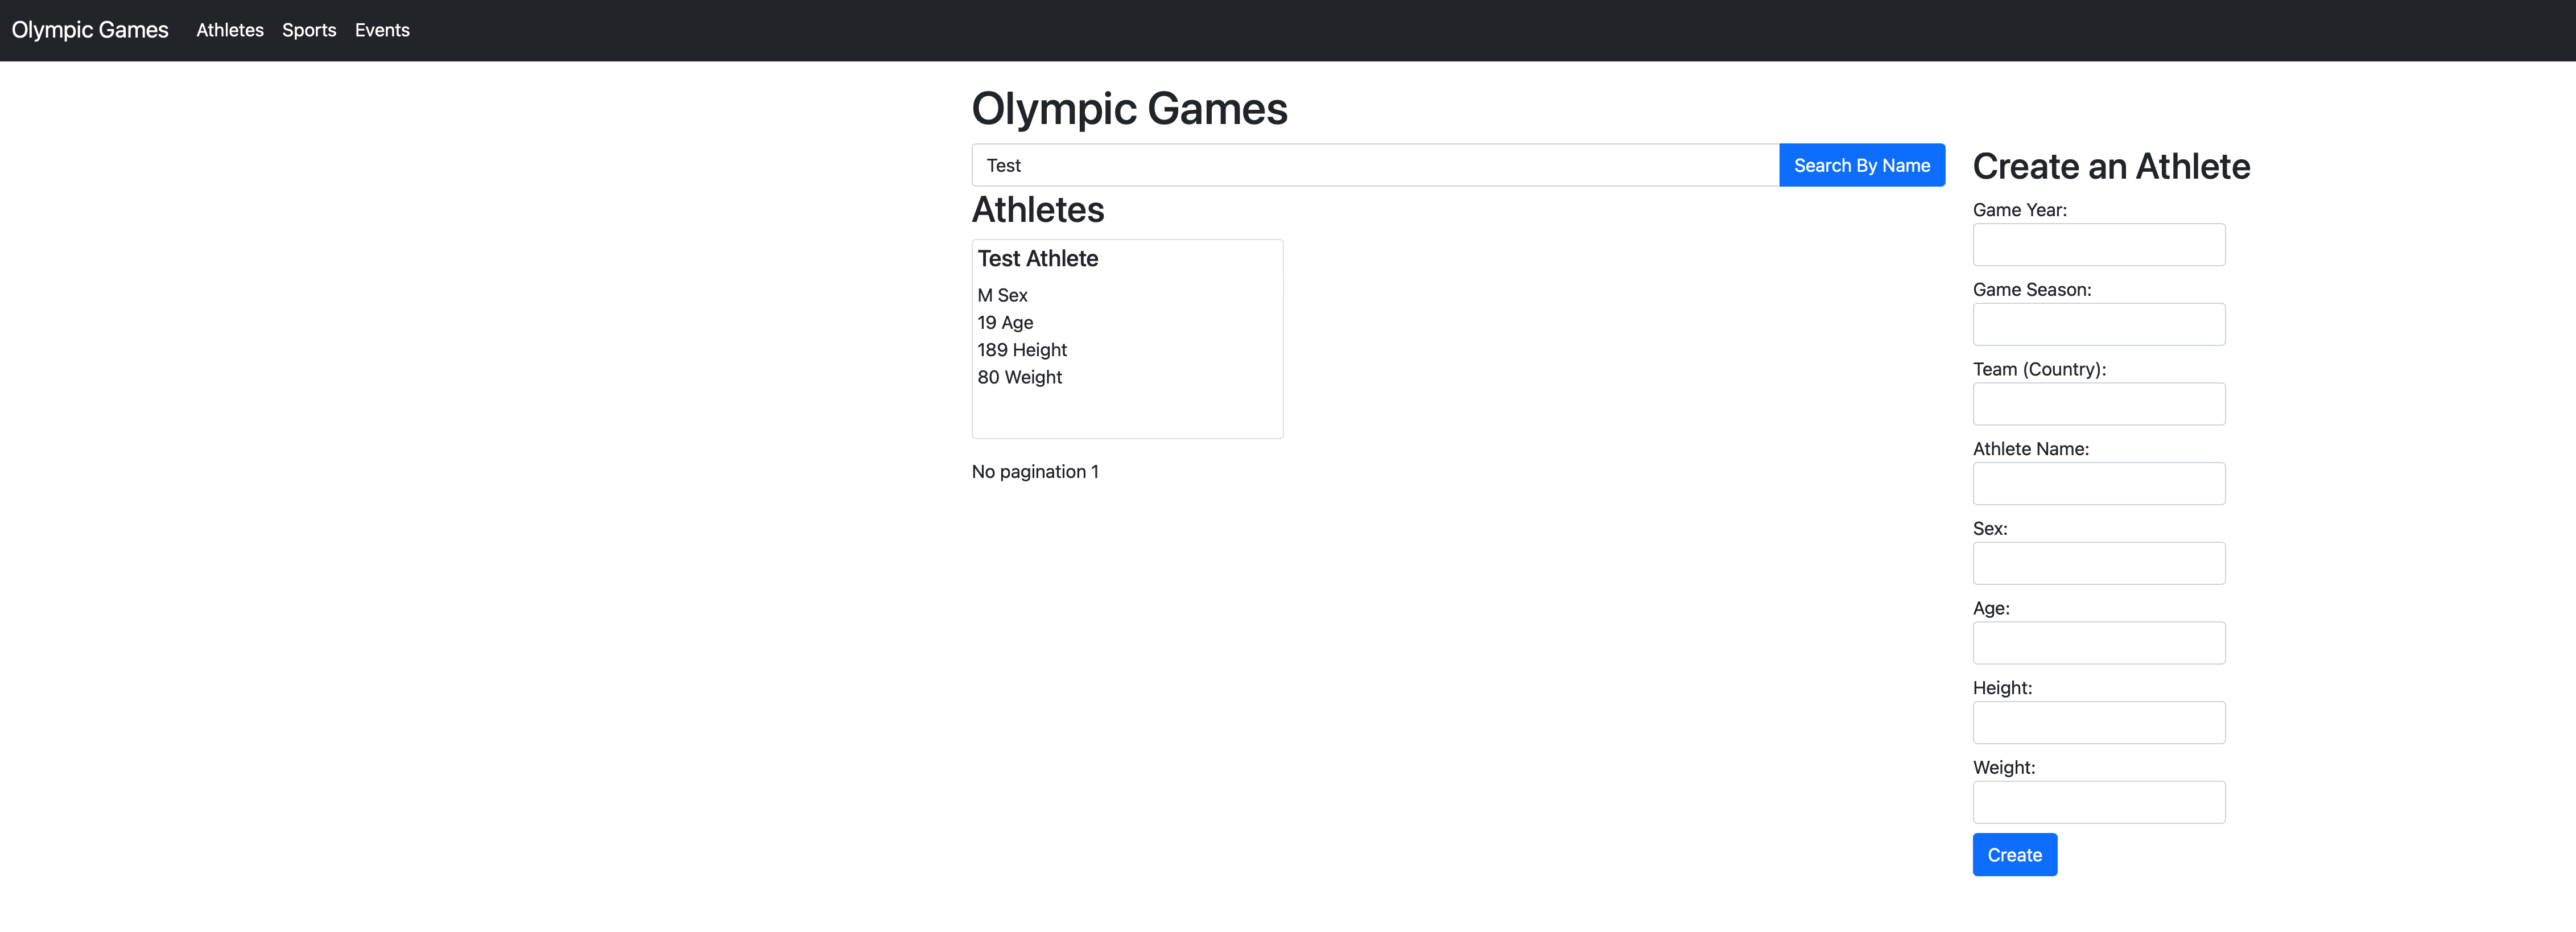 Olympic Games Athletes Sports Events
Olympic Games
Test Search By Name
Athletes
Test Athlete
M Sex
19 Age
189 Height
80 Weight
No pagination 1
Create an Athlete
Game Year:
Game Season:
Team (Country):
Athlete Name:
Sex:
Age:
Height:
Weight:
Create